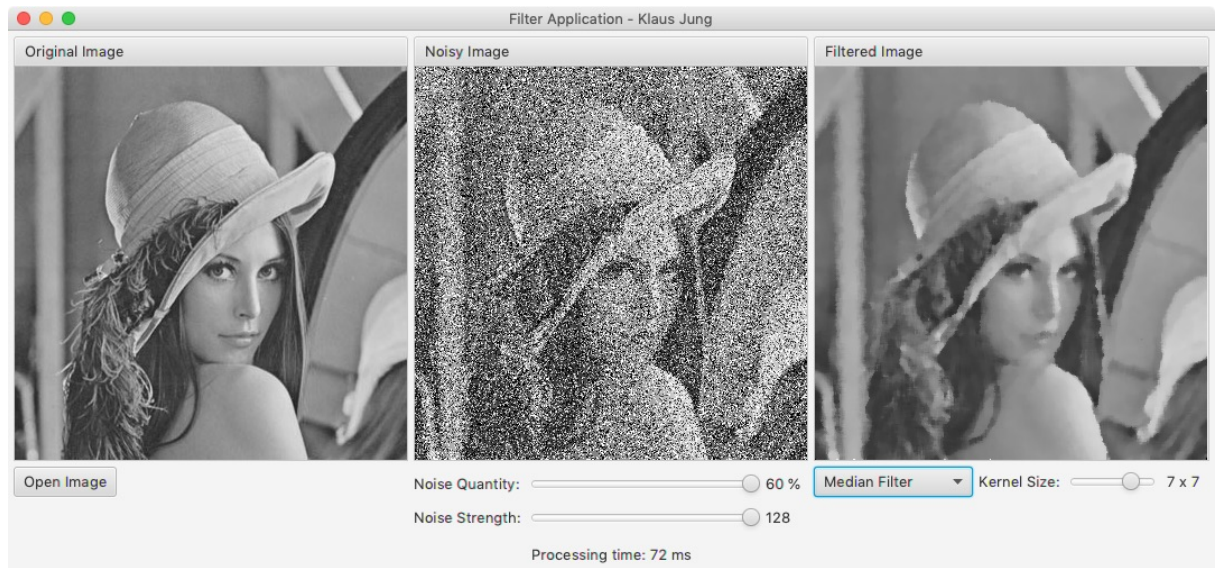 Filter Application - Klaus Jung
Original Image
Noisy Image
Filtered Image
Open Image
Noise Quantity: 60 %
Median Filter
Kernel Size: 7 x 7
Noise Strength: 128
Processing time: 72 ms